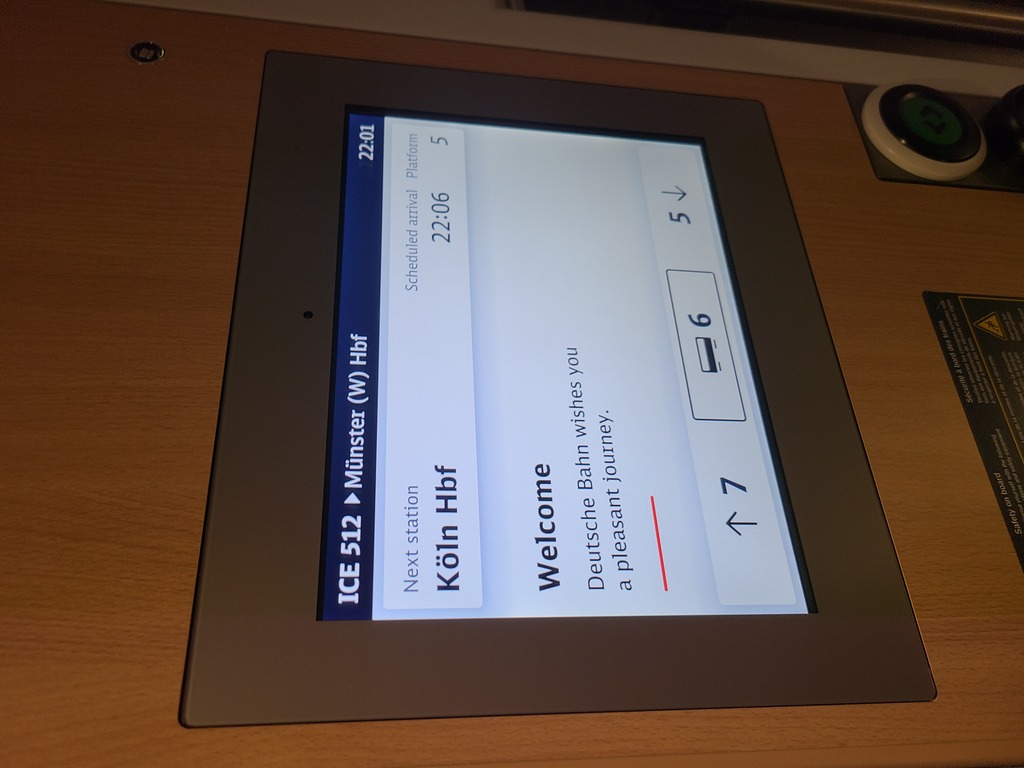 ICE 512 ▶ Münster (W) Hbf 22:01
Next station Scheduled arrival Platform
Köln Hbf 22:06 5
Welcome
Deutsche Bahn wishes you
a pleasant journey.
↑ 7 6 5 ↓
Safety on board
Sécurité à bord des trains